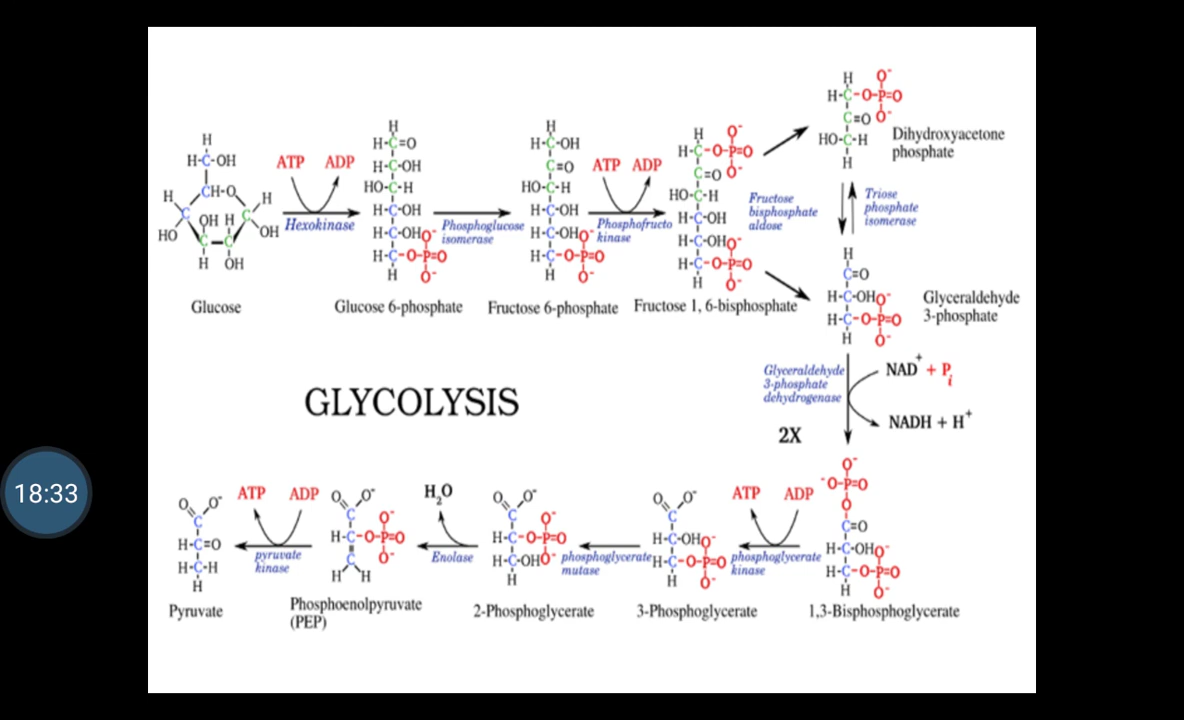 ATP ADP
Hexokinase
Glucose
Glucose 6-phosphate
Phosphoglucose
isomerase
Fructose 6-phosphate
ATP ADP
Phosphofructo
kinase
Fructose 1, 6-bisphosphate
Fructose
bisphosphate
aldose
Dihydroxyacetone
phosphate
Triose
phosphate
isomerase
Glyceraldehyde
3-phosphate
Glyceraldehyde
3-phosphate
dehydrogenase
NAD⁺ + Pᵢ
NADH + H⁺
2X
GLYCOLYSIS
18:33
1,3-Bisphosphoglycerate
ATP ADP
phosphoglycerate
kinase
3-Phosphoglycerate
phosphoglycerate
mutase
2-Phosphoglycerate
H₂O
Enolase
Phosphoenolpyruvate
(PEP)
ATP ADP
pyruvate
kinase
Pyruvate